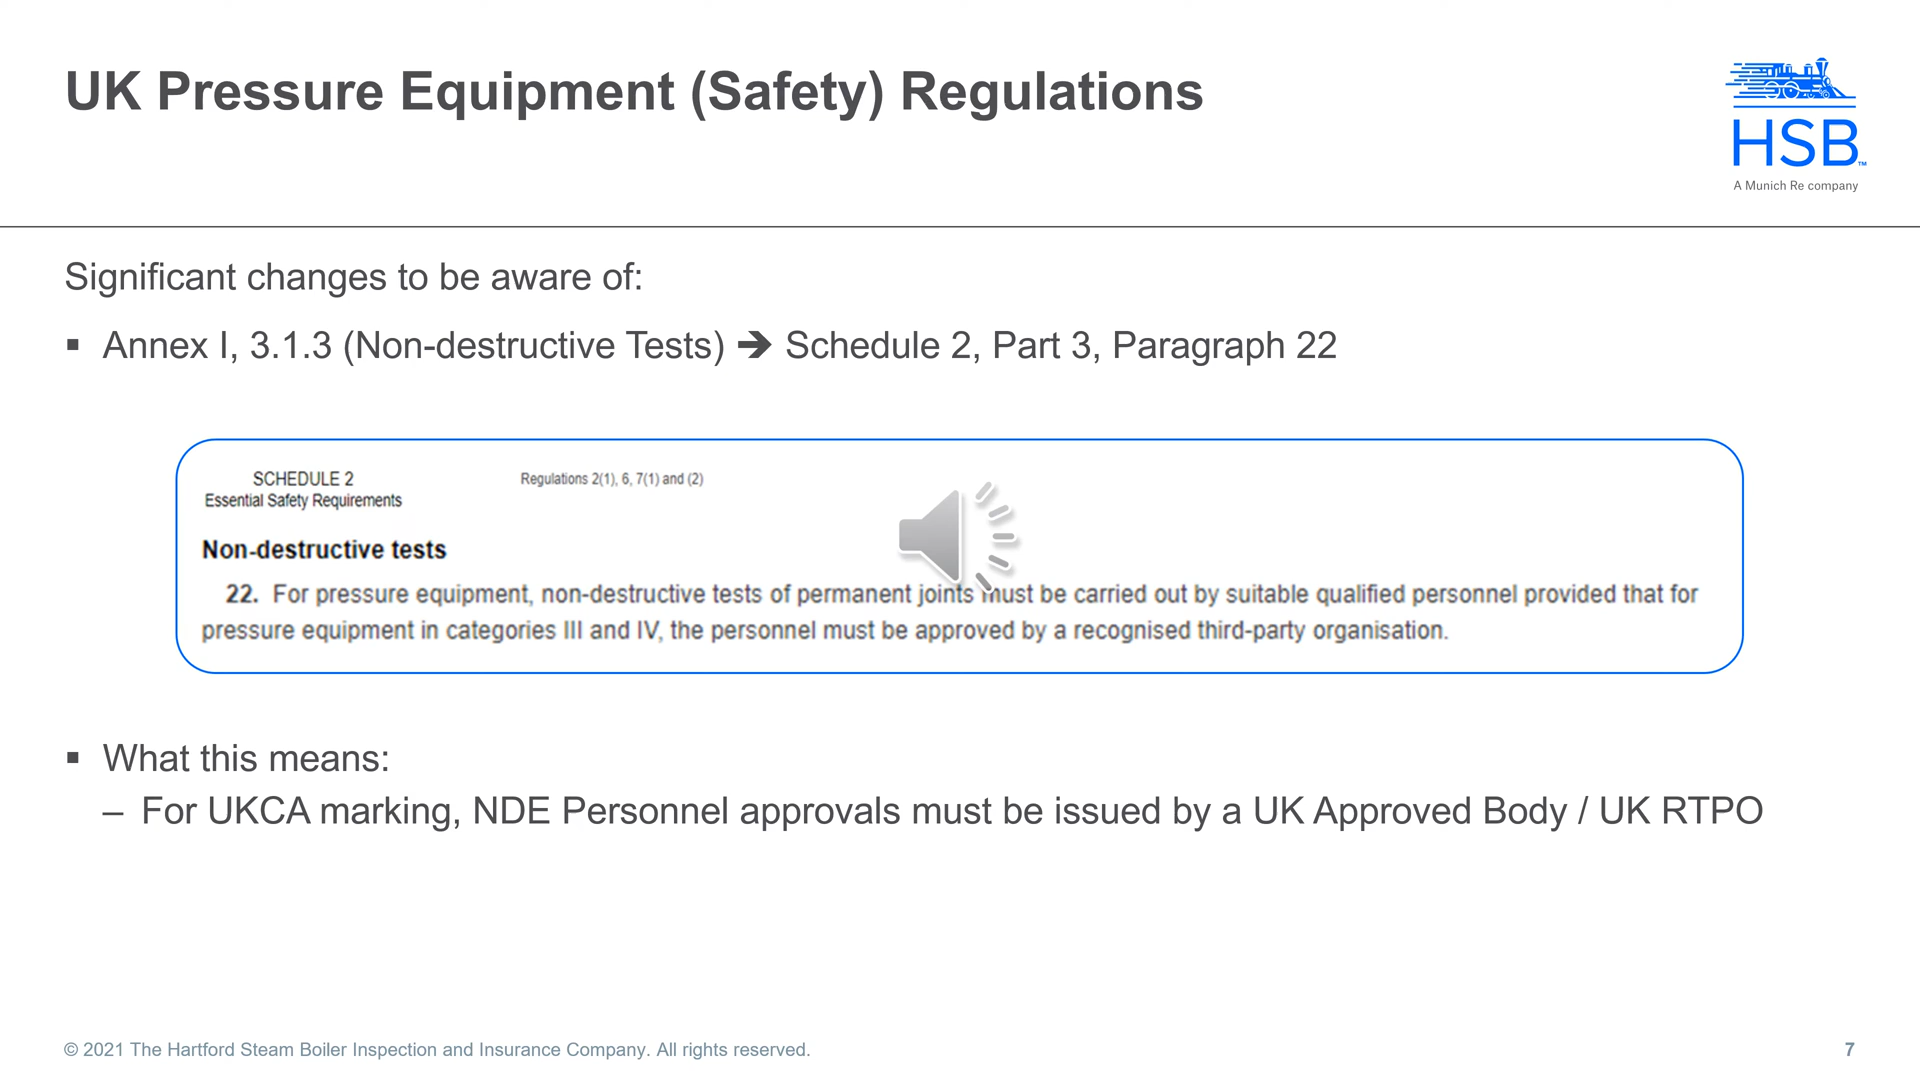 UK Pressure Equipment (Safety) Regulations
HSB™
A Munich Re company
Significant changes to be aware of:
▪ Annex I, 3.1.3 (Non-destructive Tests) 🡲 Schedule 2, Part 3, Paragraph 22
SCHEDULE 2 Regulations 2(1), 6, 7(1) and (2)
Essential Safety Requirements
Non-destructive tests
22. For pressure equipment, non-destructive tests of permanent joints must be carried out by suitable qualified personnel provided that for
pressure equipment in categories III and IV, the personnel must be approved by a recognised third-party organisation.
▪ What this means:
– For UKCA marking, NDE Personnel approvals must be issued by a UK Approved Body / UK RTPO
© 2021 The Hartford Steam Boiler Inspection and Insurance Company. All rights reserved.
7